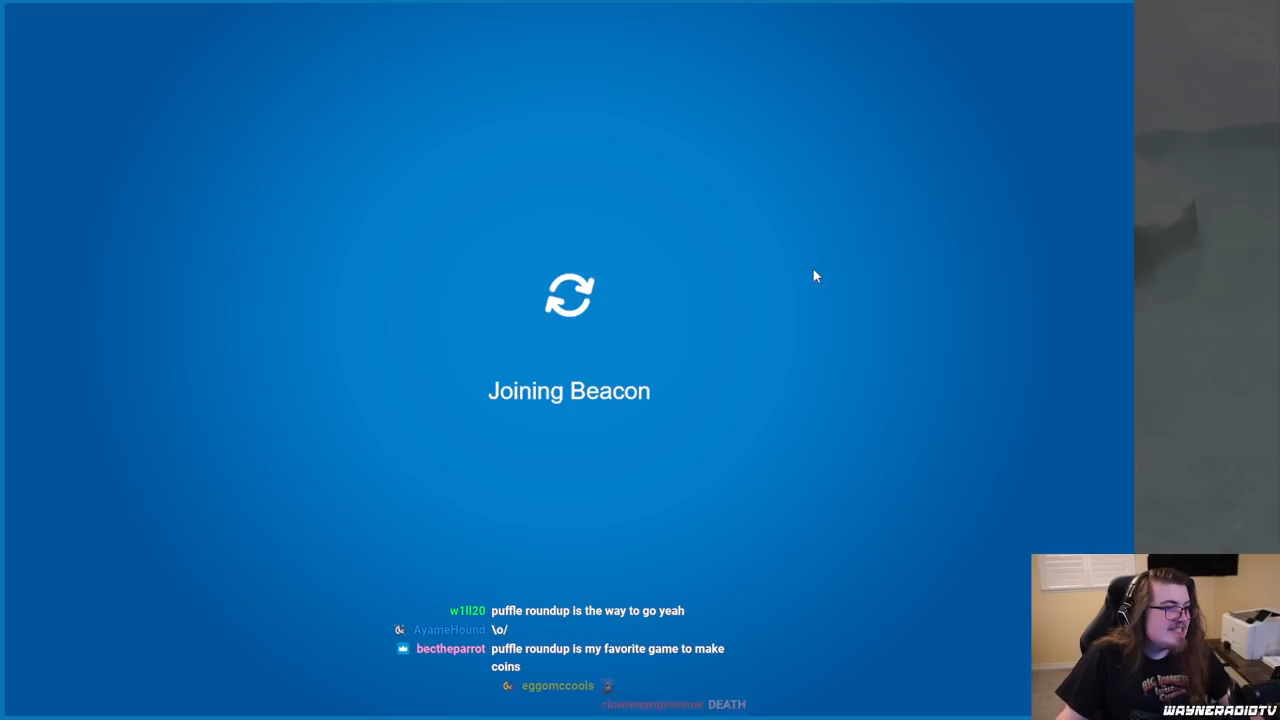 Joining Beacon
w1ll20 puffle roundup is the way to go yeah
AyameHound \o/
bectheparrot puffle roundup is my favorite game to make
coins
eggomccools
DEATH
WAYNERADIOTV